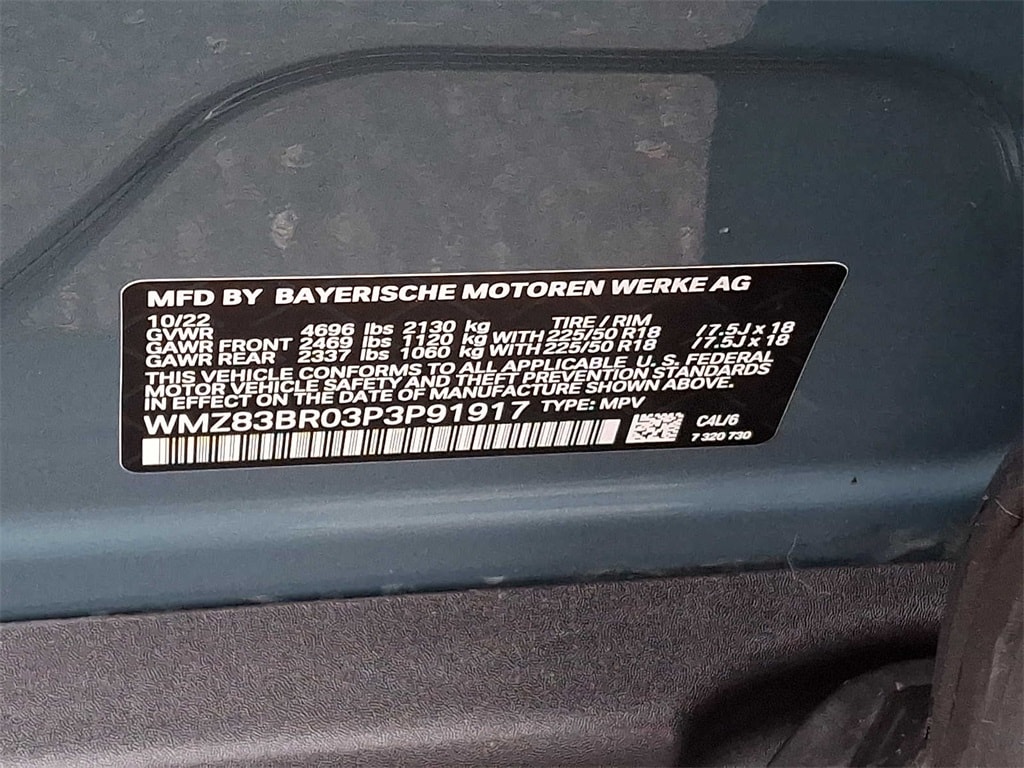 MFD BY BAYERISCHE MOTOREN WERKE AG
10/22 TIRE / RIM
GVWR 4696 lbs 2130 kg
GAWR FRONT 2469 lbs 1120 kg WITH 225/50 R18 /7.5J x 18
GAWR REAR 2337 lbs 1060 kg WITH 225/50 R18 /7.5J x 18
THIS VEHICLE CONFORMS TO ALL APPLICABLE U. S. FEDERAL
MOTOR VEHICLE SAFETY AND THEFT PREVENTION STANDARDS
IN EFFECT ON THE DATE OF MANUFACTURE SHOWN ABOVE.
WMZ83BR03P3P91917 TYPE: MPV
C4L/6
7 320 730